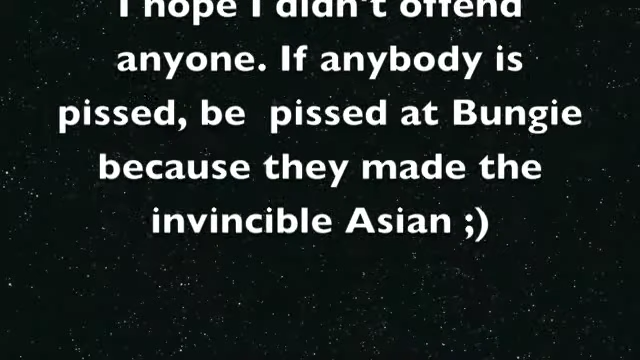 I hope I didn't offend
anyone. If anybody is
pissed, be  pissed at Bungie
because they made the
invincible Asian ;)